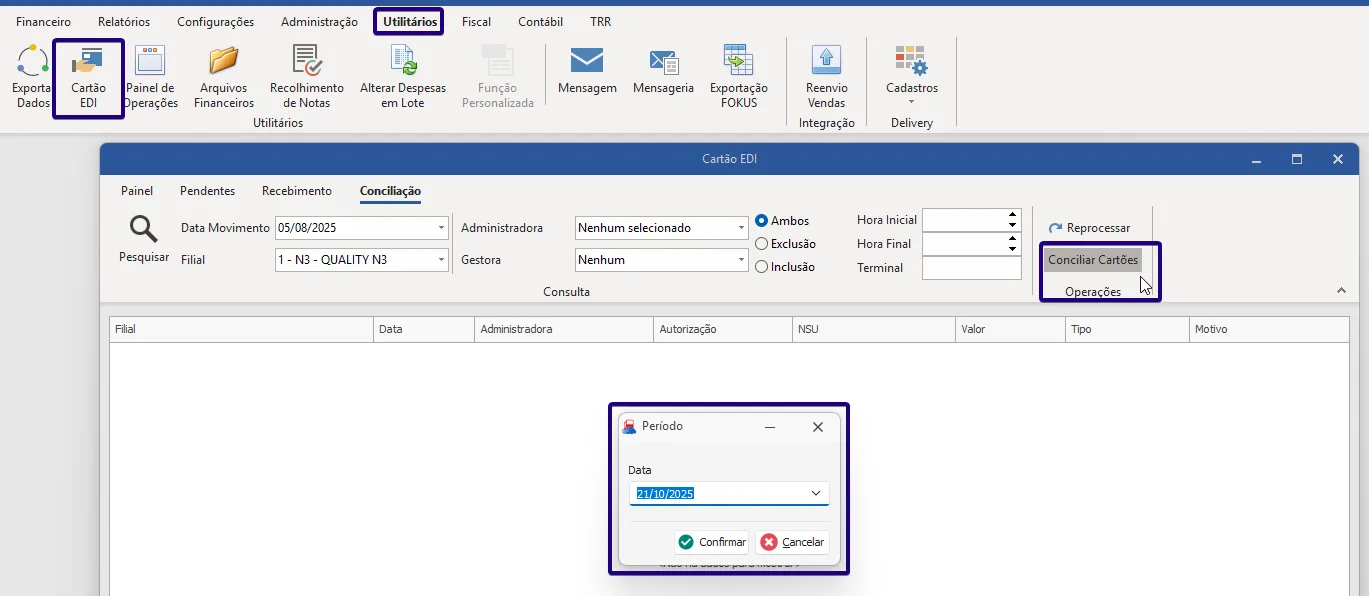 Financeiro Relatórios Configurações Administração Utilitários Fiscal Contábil TRR
Exporta Dados
Cartão EDI
Painel de Operações
Arquivos Financeiros
Recolhimento de Notas
Alterar Despesas em Lote
Função Personalizada
Mensagem
Mensageria
Exportação FOKUS
Reenvio Vendas
Cadastros
Utilitários Integração Delivery
Cartão EDI
Painel Pendentes Recebimento Conciliação
Pesquisar
Data Movimento 05/08/2025
Filial 1 - N3 - QUALITY N3
Administradora Nenhum selecionado
Gestora Nenhum
Ambos
Exclusão
Inclusão
Hora Inicial
Hora Final
Terminal
Consulta
Reprocessar
Conciliar Cartões
Operações
Filial Data Administradora Autorização NSU Valor Tipo Motivo
Período
Data
21/10/2025
Confirmar Cancelar